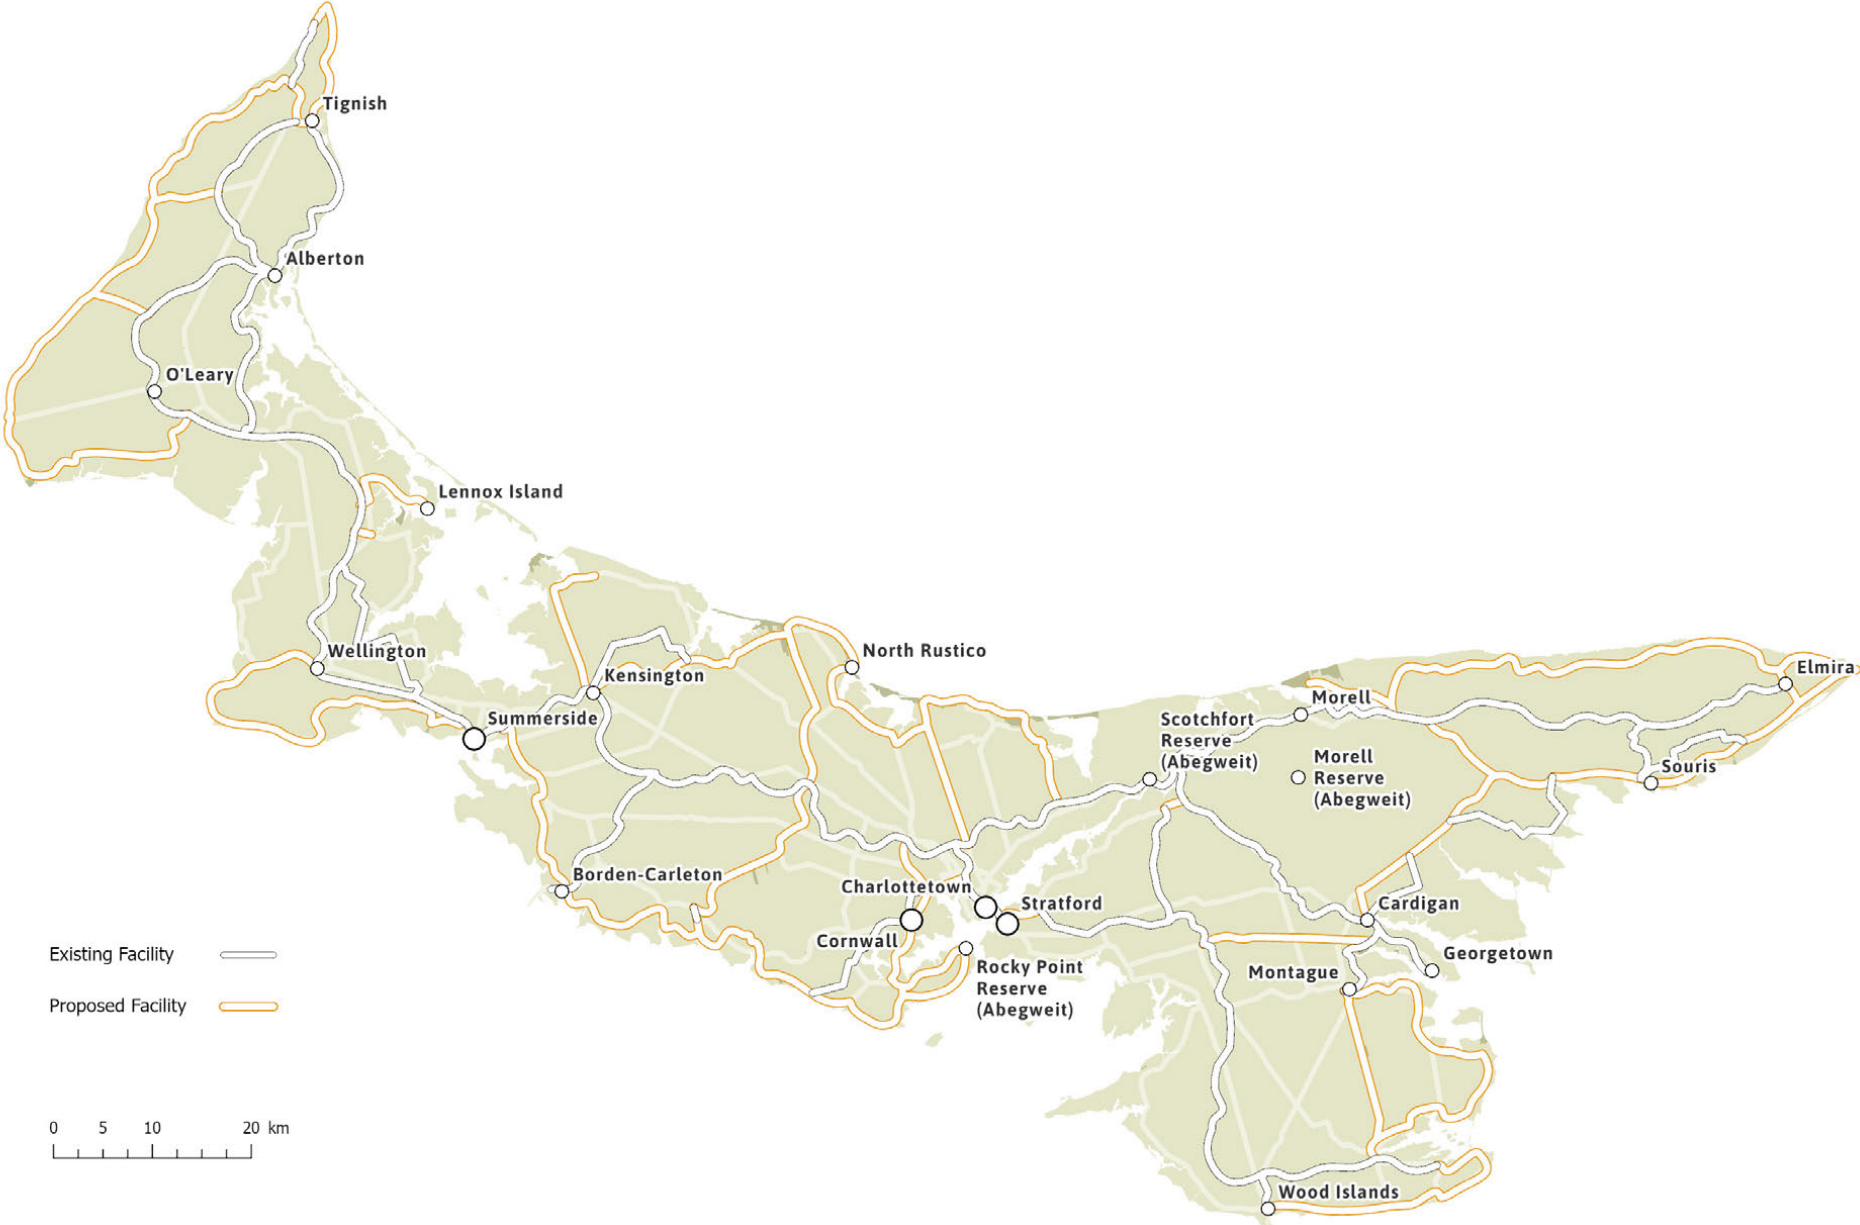 Tignish
Alberton
O'Leary
Lennox Island
Wellington
North Rustico
Kensington
Summerside
Elmira
Morell
Scotchfort
Reserve
(Abegweit)
Morell
Reserve
(Abegweit)
Souris
Borden-Carleton
Charlottetown
Stratford
Cardigan
Cornwall
Georgetown
Rocky Point
Reserve
(Abegweit)
Montague
Wood Islands
Existing Facility
Proposed Facility
0 5 10 20 km